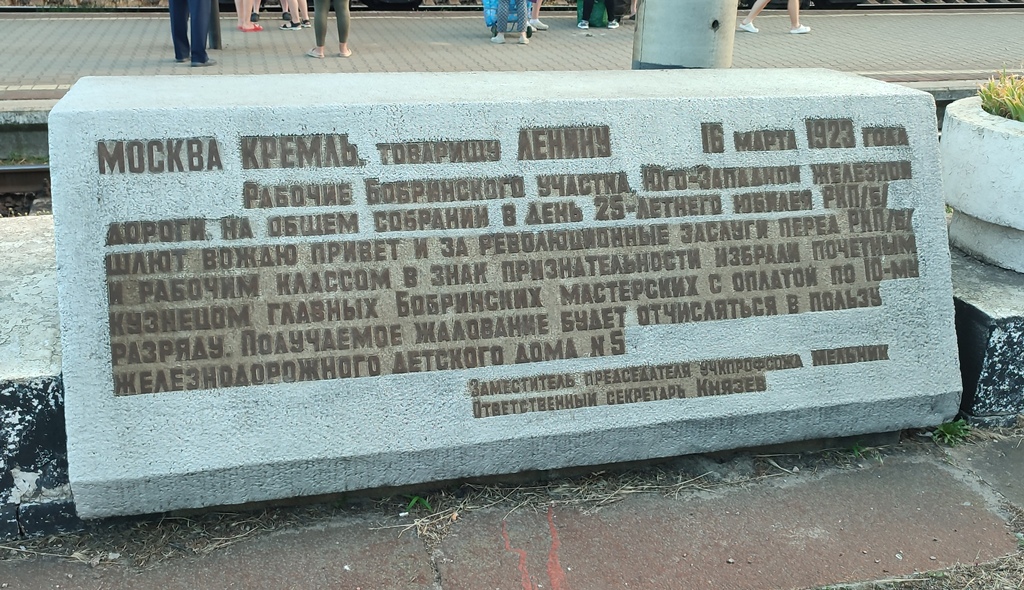 МОСКВА КРЕМЛЬ. ТОВАРИЩУ ЛЕНИНУ 16 МАРТА 1923 ГОДА
РАБОЧИЕ БОБРИНСКОГО УЧАСТКА ЮГО-ЗАПАДНОЙ ЖЕЛЕЗНОЙ
ДОРОГИ, НА ОБЩЕМ СОБРАНИИ В ДЕНЬ 25-ЛЕТНЕГО ЮБИЛЕЯ РКП/Б/
ШЛЮТ ВОЖДЮ ПРИВЕТ И ЗА РЕВОЛЮЦИОННЫЕ ЗАСЛУГИ ПЕРЕД РКП/Б/
И РАБОЧИМ КЛАССОМ В ЗНАК ПРИЗНАТЕЛЬНОСТИ ИЗБРАЛИ ПОЧЕТНЫМ
КУЗНЕЦОМ ГЛАВНЫХ БОБРИНСКИХ МАСТЕРСКИХ С ОПЛАТОЙ ПО 10-МУ
РАЗРЯДУ. ПОЛУЧАЕМОЕ ЖАЛОВАНИЕ БУДЕТ ОТЧИСЛЯТЬСЯ В ПОЛЬЗУ
ЖЕЛЕЗНОДОРОЖНОГО ДЕТСКОГО ДОМА N 5
ЗАМЕСТИТЕЛЬ ПРЕДСЕДАТЕЛЯ УЧКПРОФСОЖА МЕЛЬНИК
ОТВЕТСТВЕННЫЙ СЕКРЕТАРЬ КНЯЗЕВ